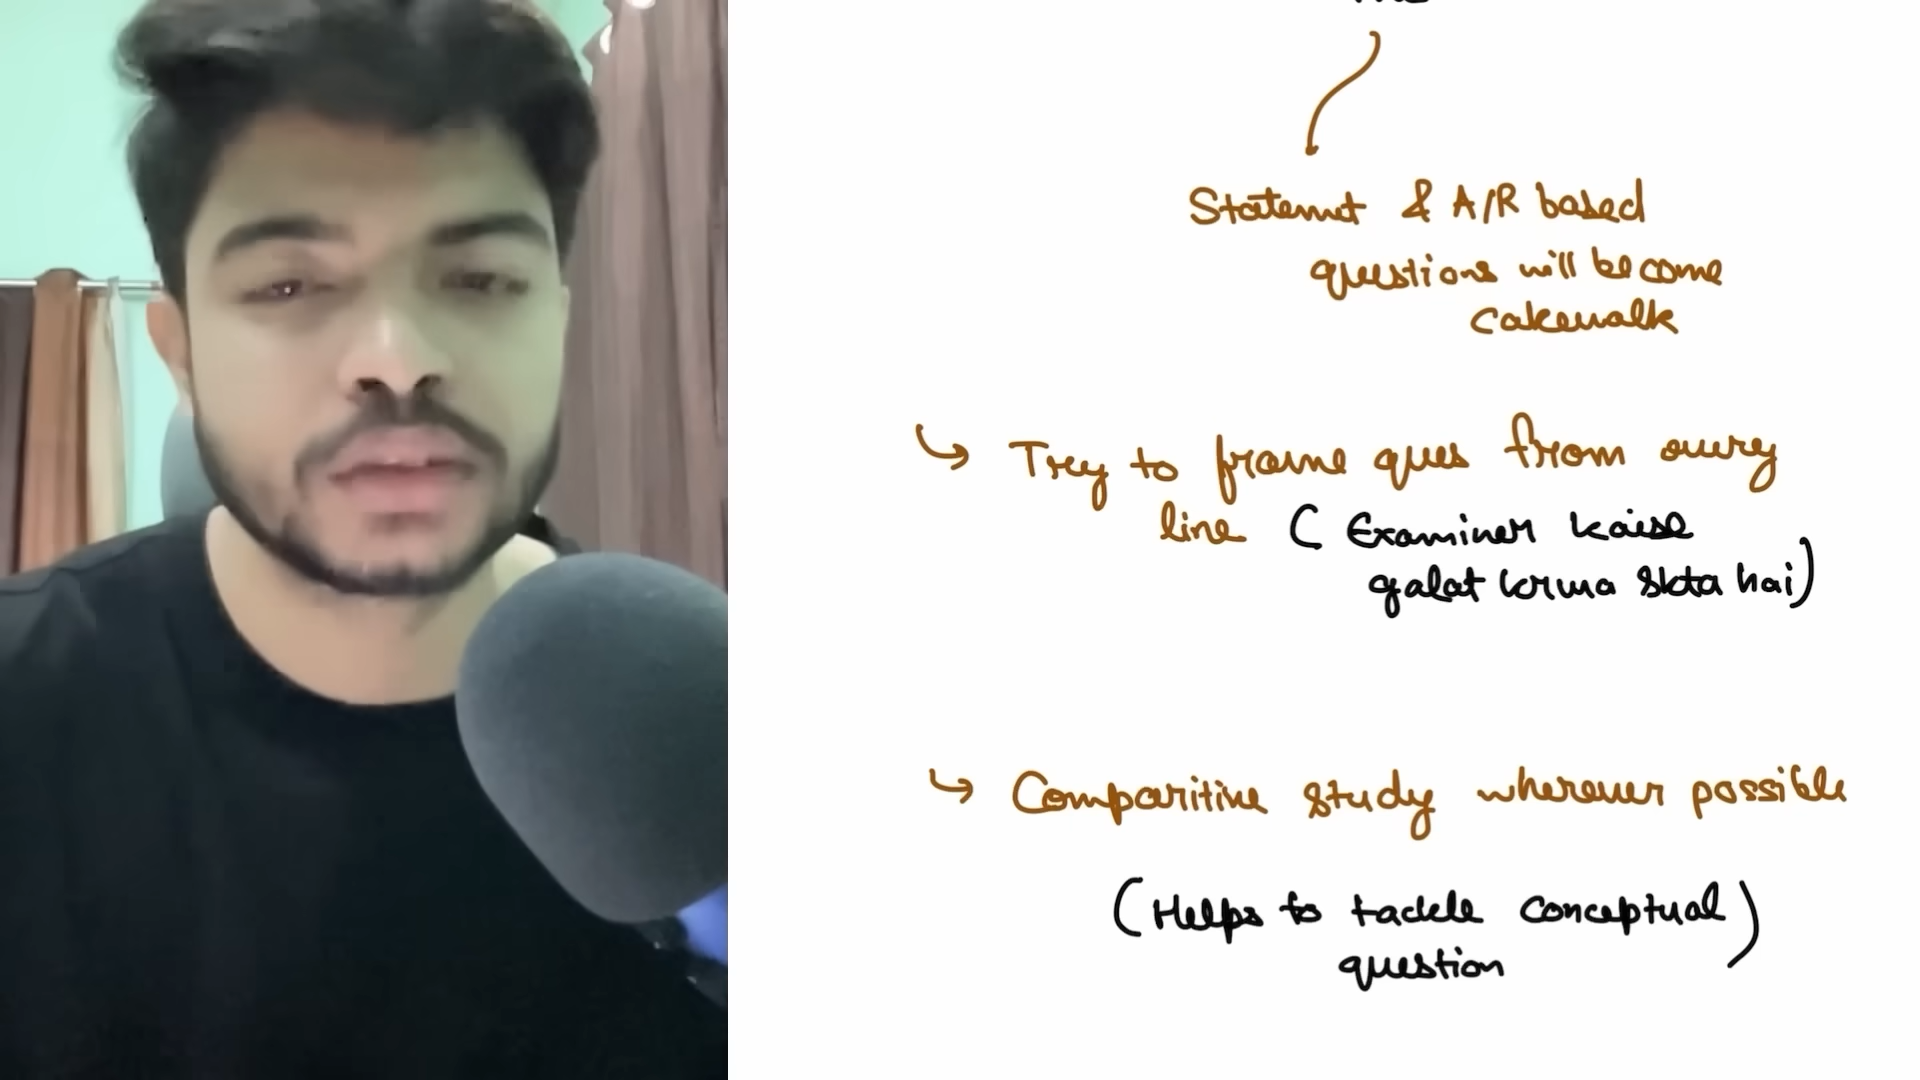 Statemnt & A/R based
questions will become
cakewalk
↳ Try to frame ques from every
line ( Examiner kaise
galat krwa skta hai)
↳ Comparitive study wherever possible
(Helps to tackle conceptual)
question